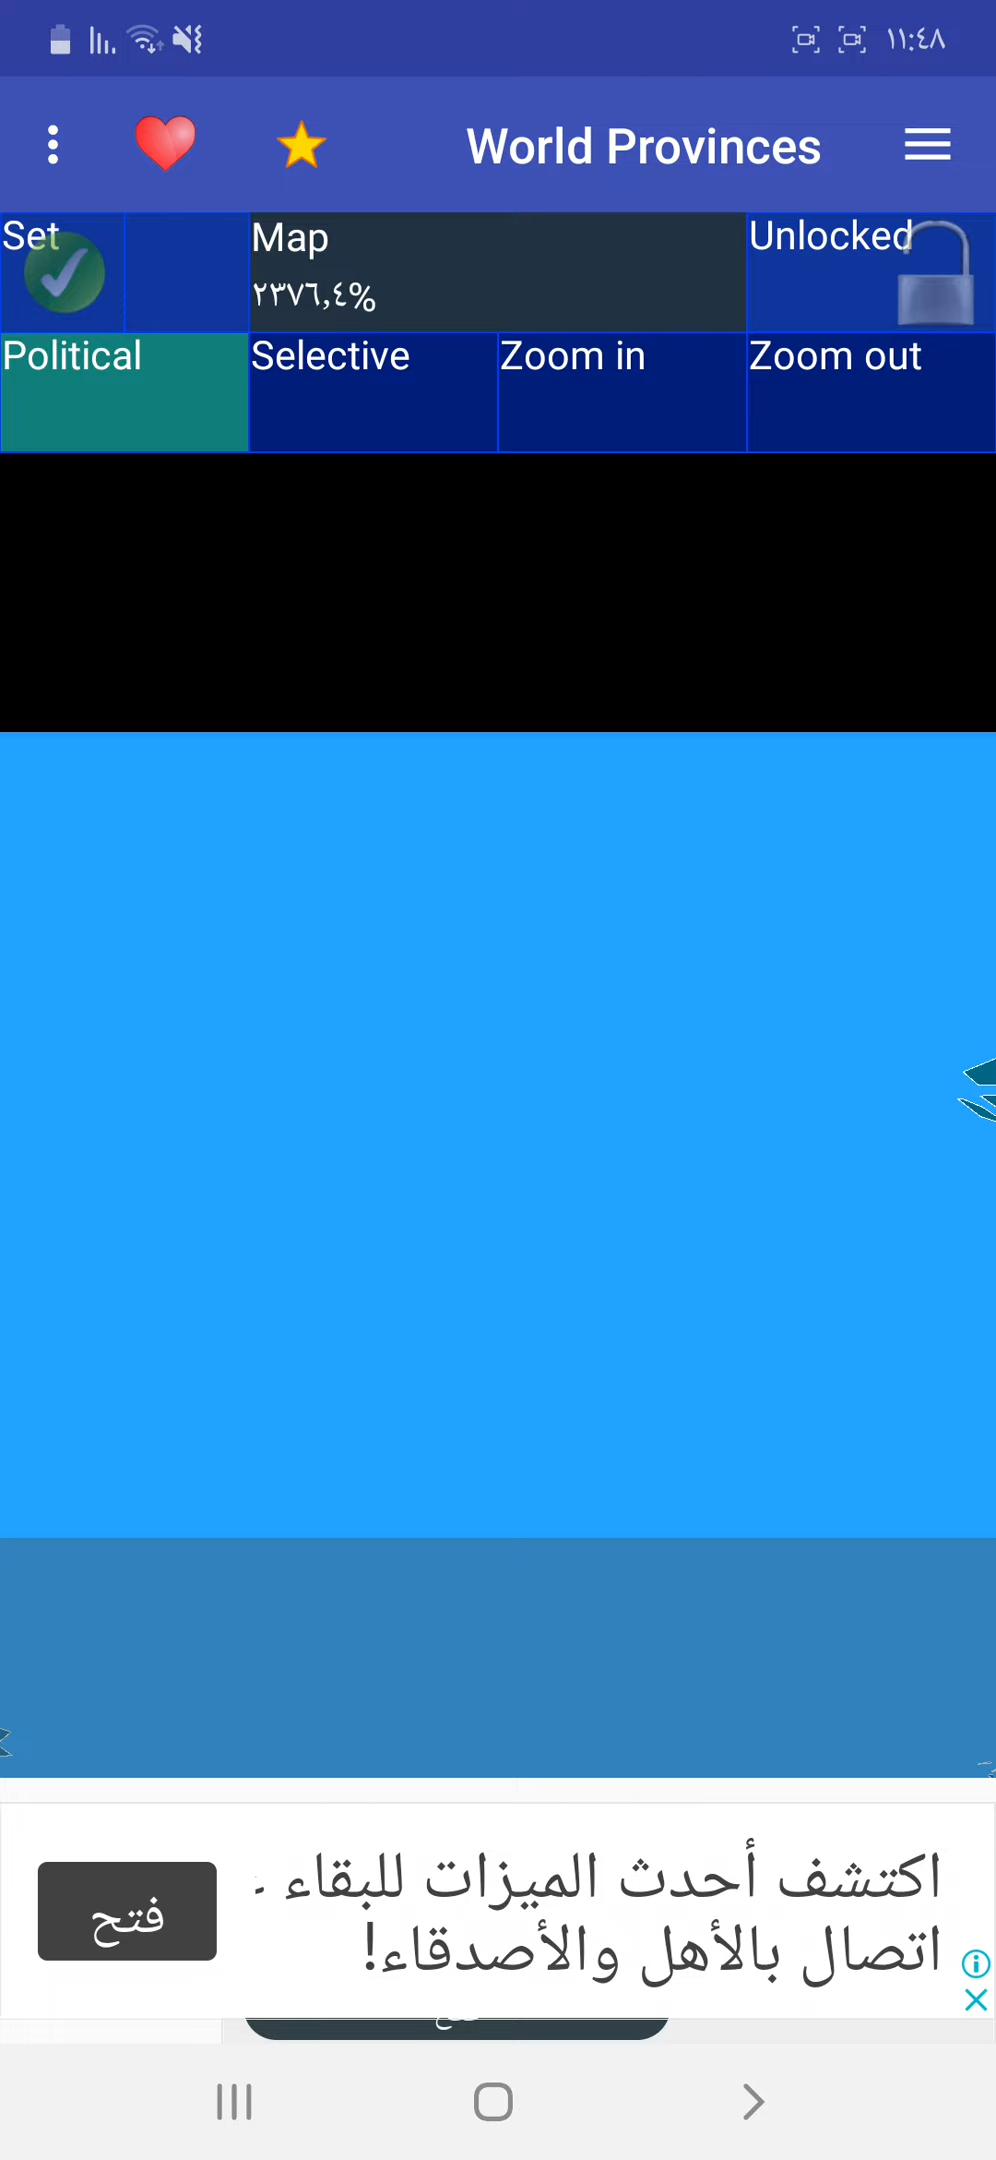 ١١:٤٨
World Provinces
Set
Map
٢٣٧٦,٤%
Unlocked
Political
Selective
Zoom in
Zoom out
اكتشف أحدث الميزات للبقاء
اتصال بالأهل والأصدقاء!
فتح